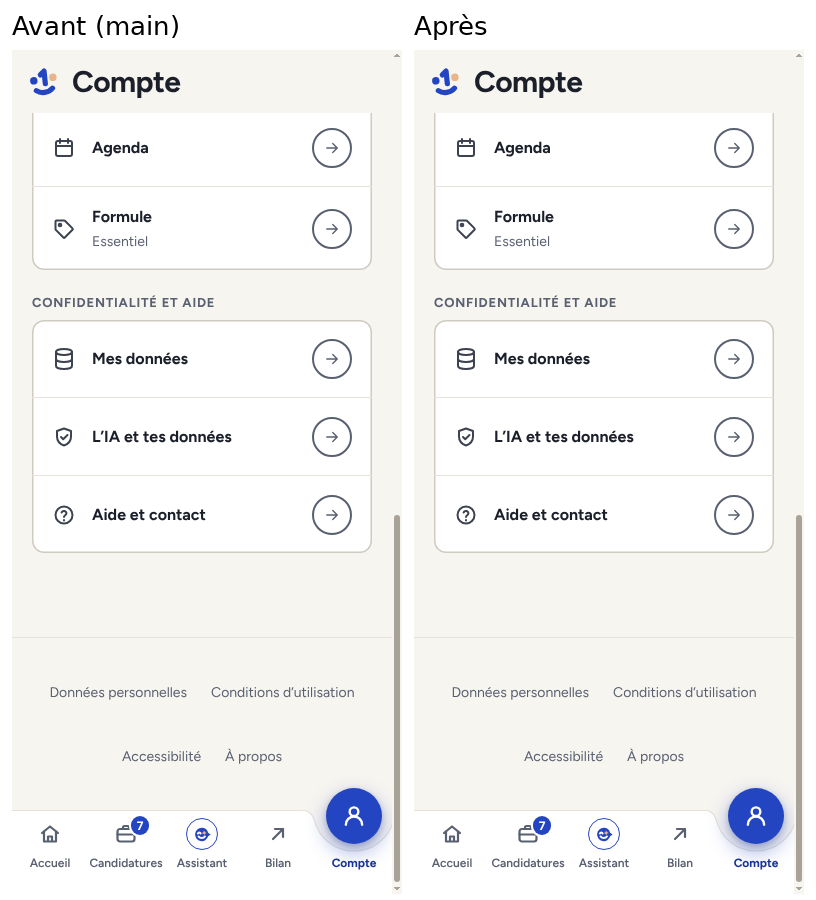 Avant (main)
Compte
Agenda
Formule
Essentiel
CONFIDENTIALITÉ ET AIDE
Mes données
L’IA et tes données
Aide et contact
Données personnelles Conditions d’utilisation
Accessibilité À propos
7
Accueil Candidatures Assistant Bilan Compte
Après
Compte
Agenda
Formule
Essentiel
CONFIDENTIALITÉ ET AIDE
Mes données
L’IA et tes données
Aide et contact
Données personnelles Conditions d’utilisation
Accessibilité À propos
7
Accueil Candidatures Assistant Bilan Compte